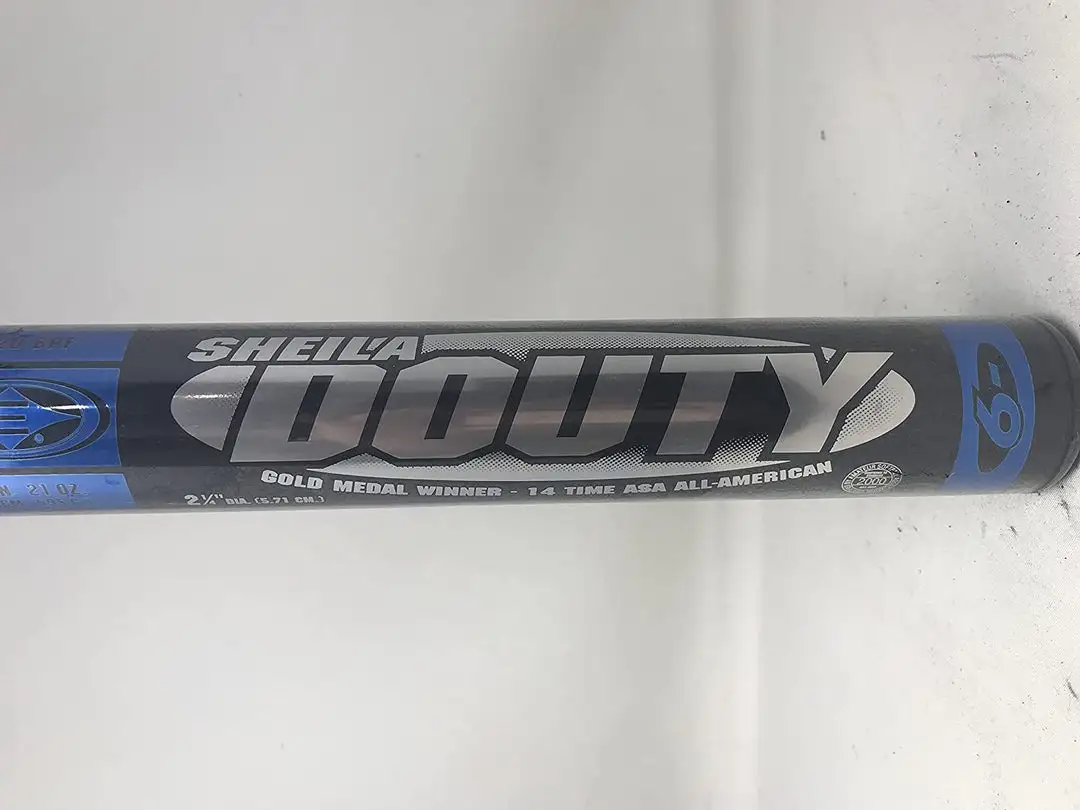 SHEILA
DOUTY
GOLD MEDAL WINNER - 14 TIME ASA ALL-AMERICAN
2¼" DIA. (5.71 CM.)
21 OZ.
2000
-9